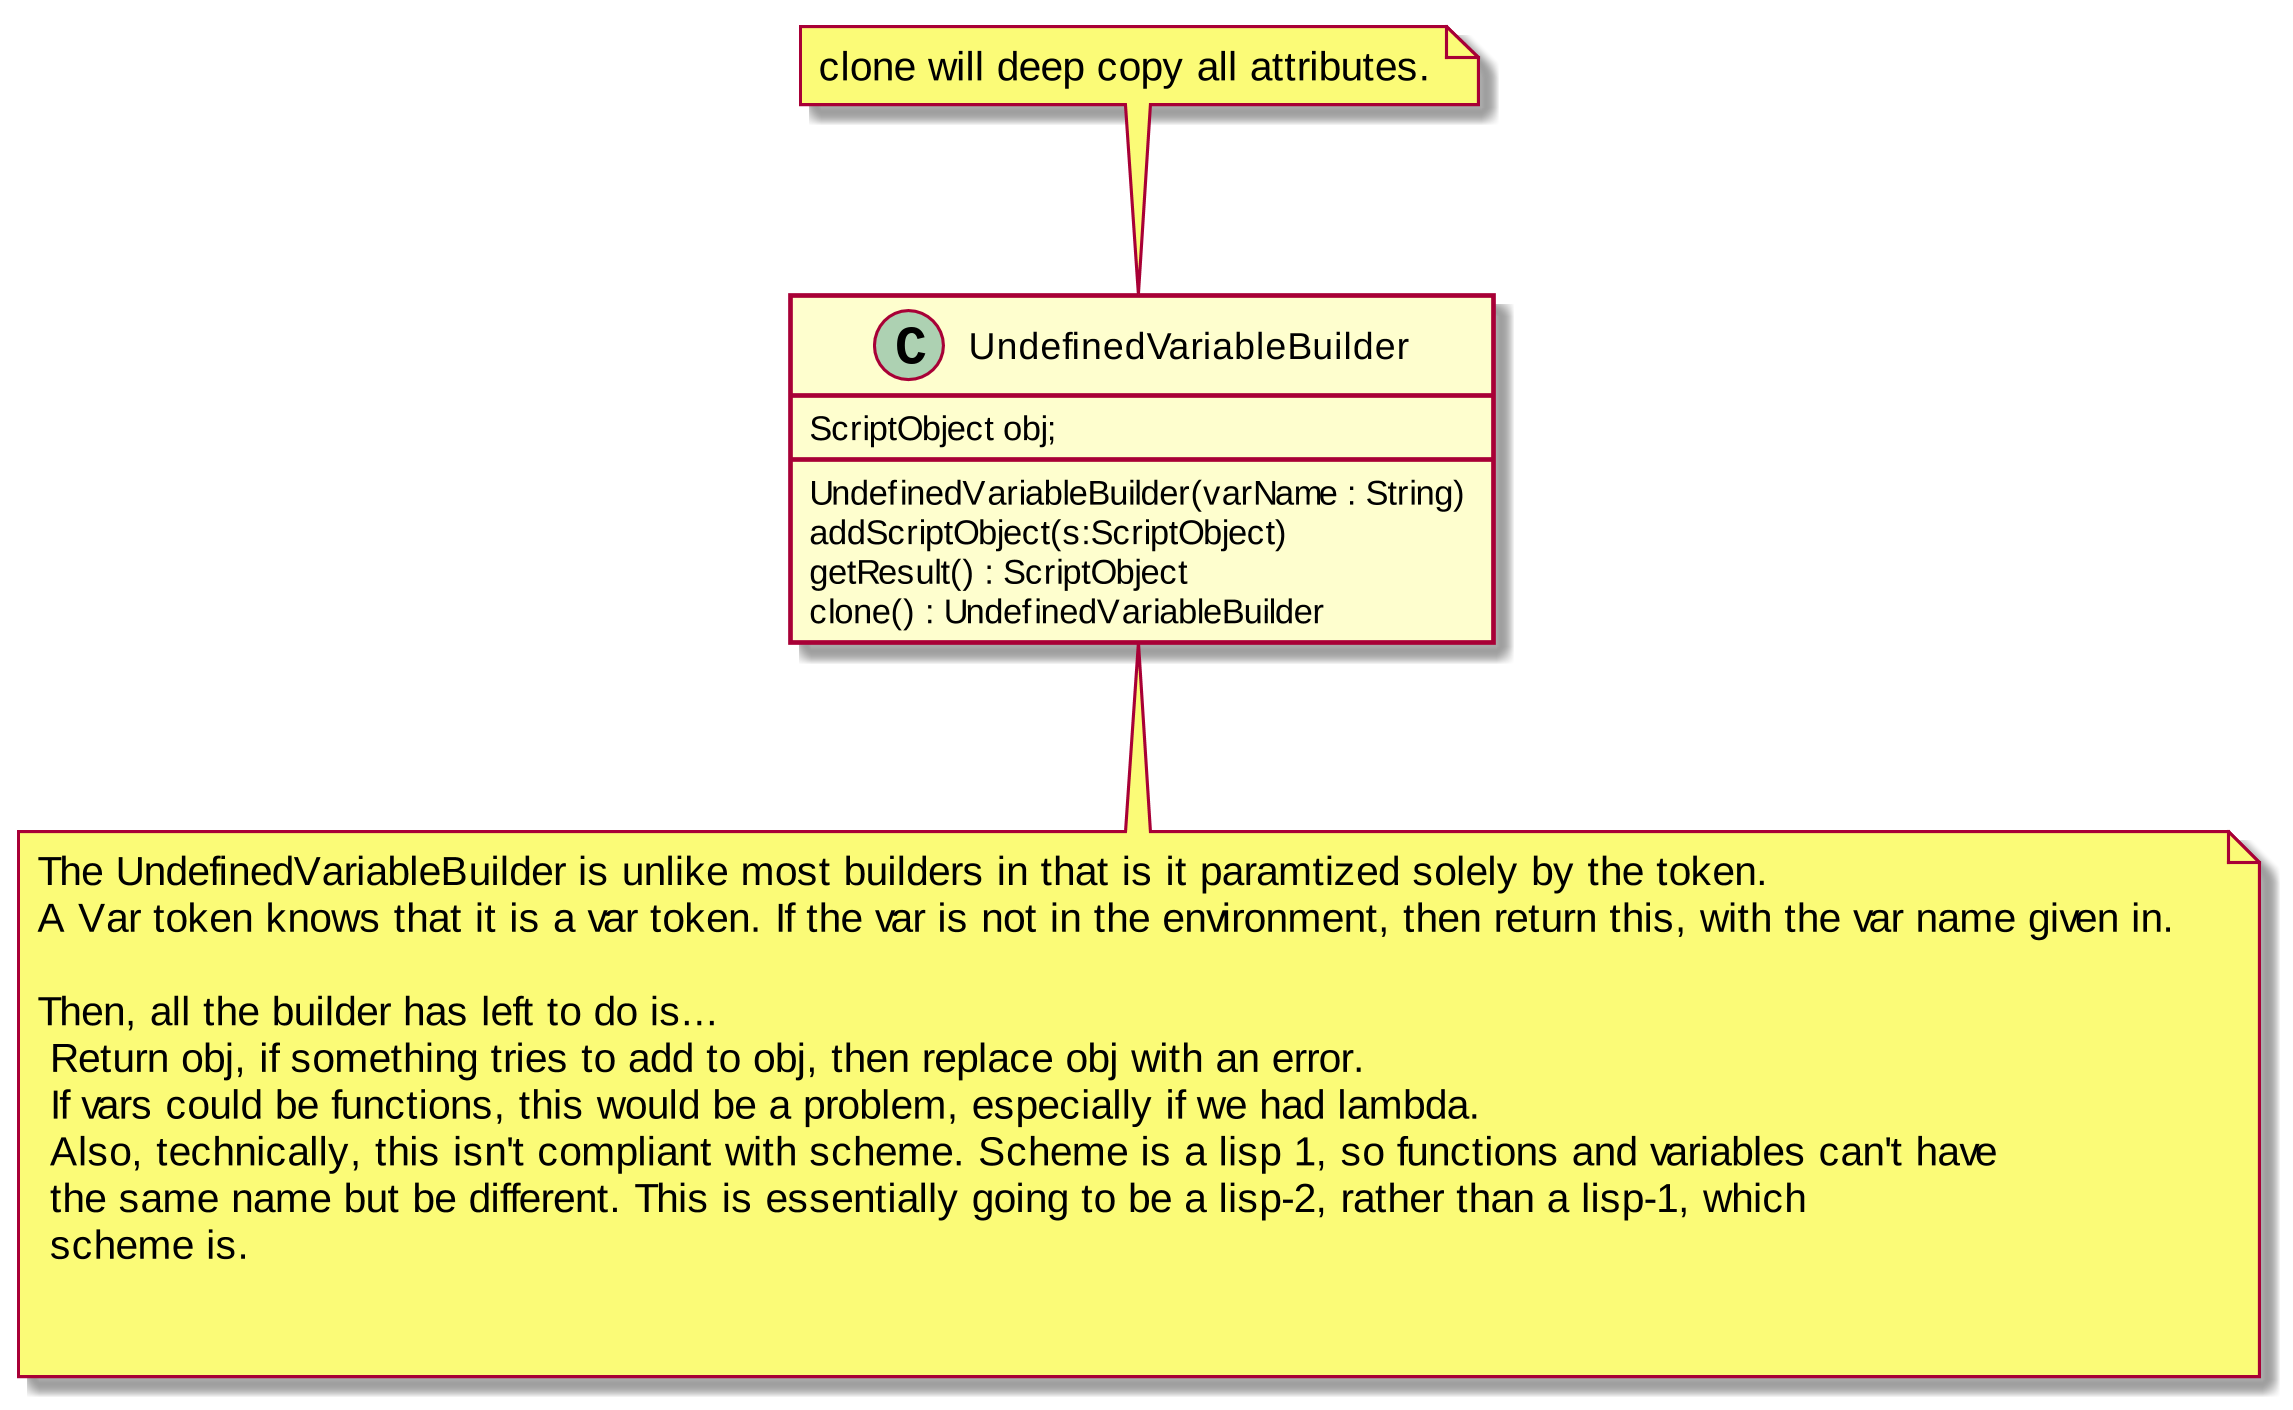 clone will deep copy all attributes.
C UndefinedVariableBuilder
ScriptObject obj;
UndefinedVariableBuilder(varName : String)
addScriptObject(s:ScriptObject)
getResult() : ScriptObject
clone() : UndefinedVariableBuilder
The UndefinedVariableBuilder is unlike most builders in that is it paramtized solely by the token.
A Var token knows that it is a var token. If the var is not in the environment, then return this, with the var name given in.
Then, all the builder has left to do is...
Return obj, if something tries to add to obj, then replace obj with an error.
If vars could be functions, this would be a problem, especially if we had lambda.
Also, technically, this isn't compliant with scheme. Scheme is a lisp 1, so functions and variables can't have
the same name but be different. This is essentially going to be a lisp-2, rather than a lisp-1, which
scheme is.